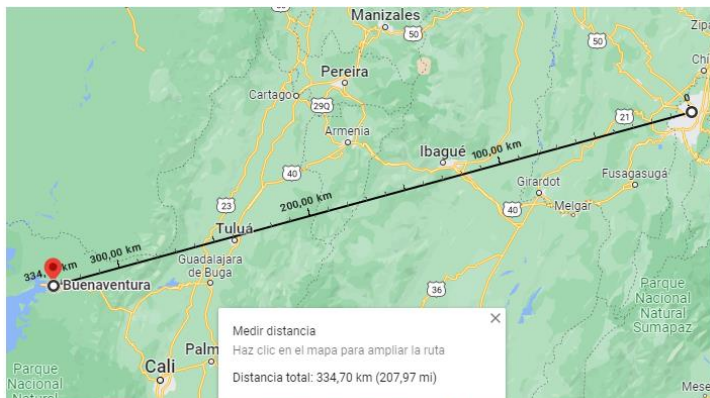 Manizales
50
50
Zipa
Chí
Pereira
Cartago
29Q
0
21
Armenia
Ibagué
100,00 km
40
Girardot
Fusagasugá
Melgar
23
200,00 km
40
Tuluá
300,00 km
Guadalajara
de Buga
334, km
Buenaventura
36
Parque
Nacional
Natural
Sumapaz
Medir distancia
Haz clic en el mapa para ampliar la ruta
Distancia total: 334,70 km (207,97 mi)
Palm
Cali
Parque
Nacional
Mese